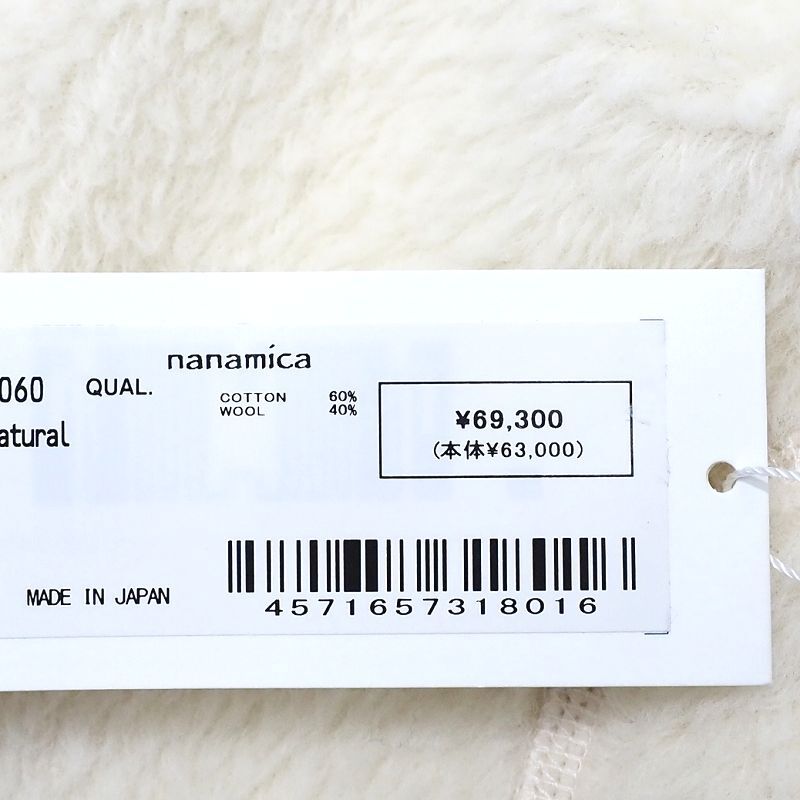 nanamica
060 QUAL.
COTTON 60%
WOOL 40%
atural
¥69,300
(本体¥63,000)
MADE IN JAPAN
4571657318016